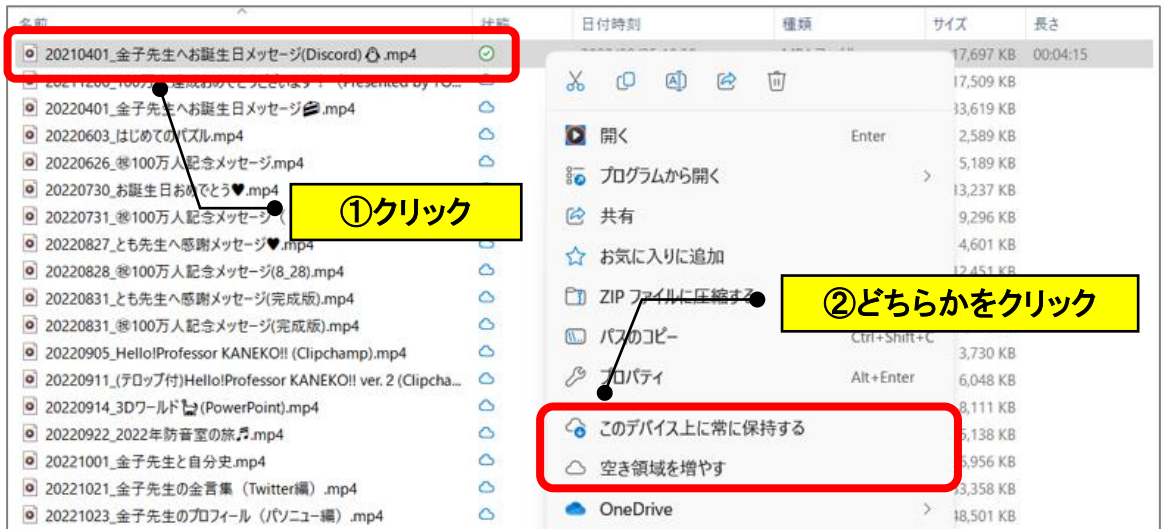 名前 状態 日付時刻 種類 サイズ 長さ
20210401_金子先生へお誕生日メッセージ(Discord)⛄.mp4 17,697 KB 00:04:15
17,509 KB
20220401_金子先生へお誕生日メッセージ.mp4 33,619 KB
20220603_はじめてのパズル.mp4 2,589 KB
20220626_㊗100万人記念メッセージ.mp4 5,189 KB
20220730_お誕生日おめでとう♥.mp4 13,237 KB
20220731_㊗100万人記念メッセージ 9,296 KB
20220827_とも先生へ感謝メッセージ♥.mp4 4,601 KB
20220828_㊗100万人記念メッセージ(8_28).mp4 12,451 KB
20220831_とも先生へ感謝メッセージ(完成版).mp4
20220831_㊗100万人記念メッセージ(完成版).mp4
20220905_Hello!Professor KANEKO!! (Clipchamp).mp4 3,730 KB
20220911_(テロップ付)Hello!Professor KANEKO!! ver. 2 (Clipcha... 6,048 KB
20220914_3Dワールド(PowerPoint).mp4 8,111 KB
20220922_2022年防音室の旅.mp4 5,138 KB
20221001_金子先生と自分史.mp4 5,956 KB
20221021_金子先生の金言集（Twitter編）.mp4 43,358 KB
20221023_金子先生のプロフィール（パソニュー編）.mp4 48,501 KB
①クリック
開く Enter
プログラムから開く
共有
お気に入りに追加
ZIP ファイルに圧縮する
②どちらかをクリック
パスのコピー Ctrl+Shift+C
プロパティ Alt+Enter
このデバイス上に常に保持する
空き領域を増やす
OneDrive